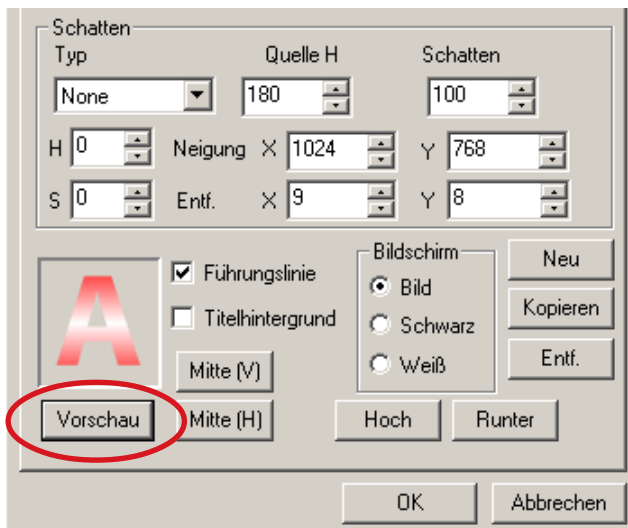 Schatten
Typ Quelle H Schatten
None 180 100
H 0 Neigung X 1024 Y 768
S 0 Entf. X 9 Y 8
Bildschirm
Neu
Führungslinie
Bild
Kopieren
Titelhintergrund
Schwarz
A
Mitte (V)
Weiß
Entf.
Vorschau Mitte (H) Hoch Runter
OK Abbrechen